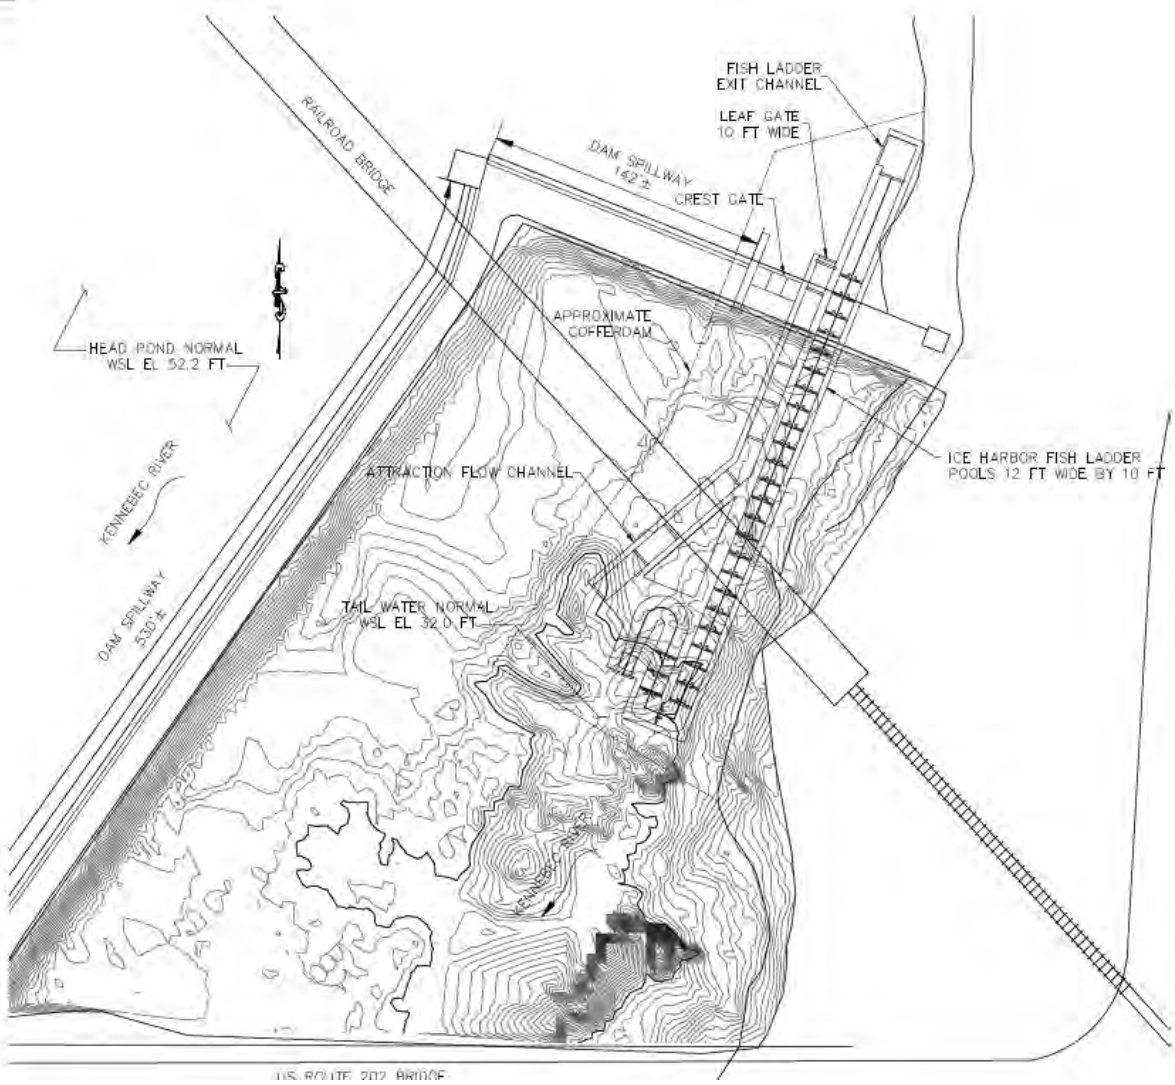 FISH LADDER
EXIT CHANNEL
LEAF GATE
10 FT WIDE
RAILROAD BRIDGE
DAM SPILLWAY
142'±
CREST GATE
APPROXIMATE
COFFERDAM
HEAD POND NORMAL
WSL EL 52.2 FT
ATTRACTION FLOW CHANNEL
ICE HARBOR FISH LADDER
POOLS 12 FT WIDE BY 10 FT
KENNEBEC RIVER
DAM SPILLWAY
530'±
TAIL WATER NORMAL
WSL EL 32.0 FT
KENNEBEC RIVER
US ROUTE 202 BRIDGE